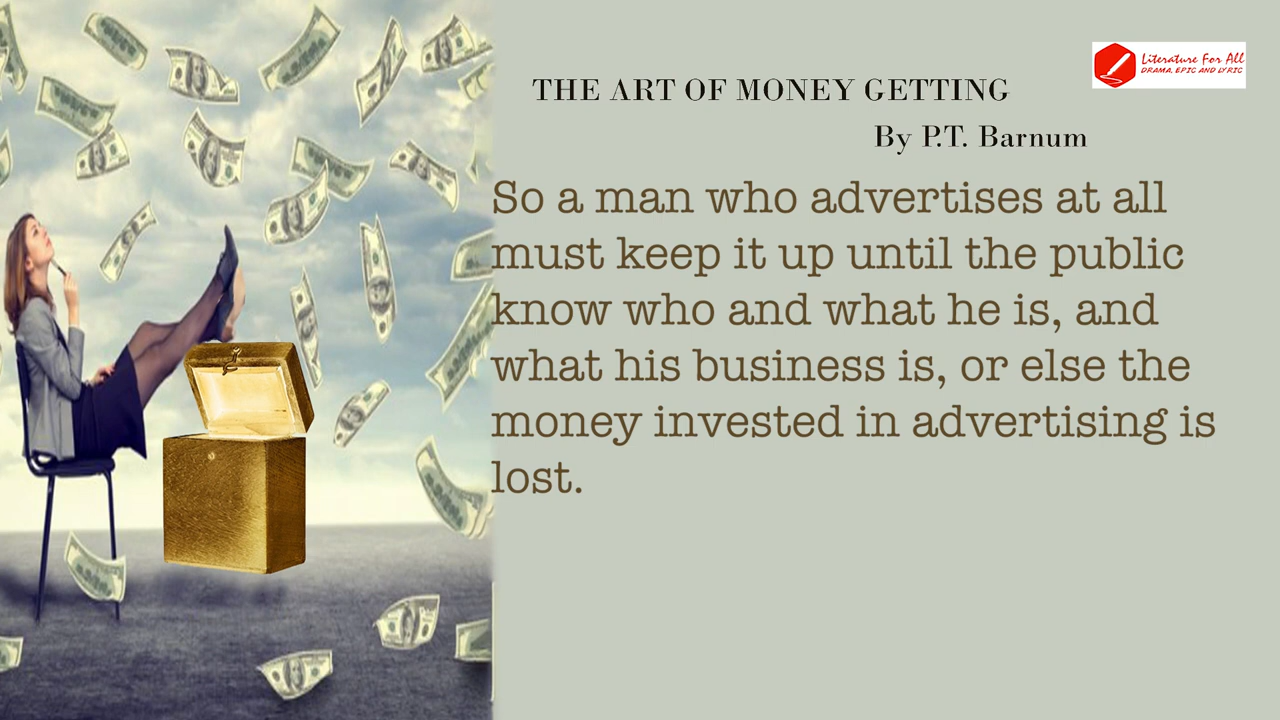 Literature For All
DRAMA, EPIC AND LYRIC
THE ART OF MONEY GETTING
By P.T. Barnum
So a man who advertises at all
must keep it up until the public
know who and what he is, and
what his business is, or else the
money invested in advertising is
lost.